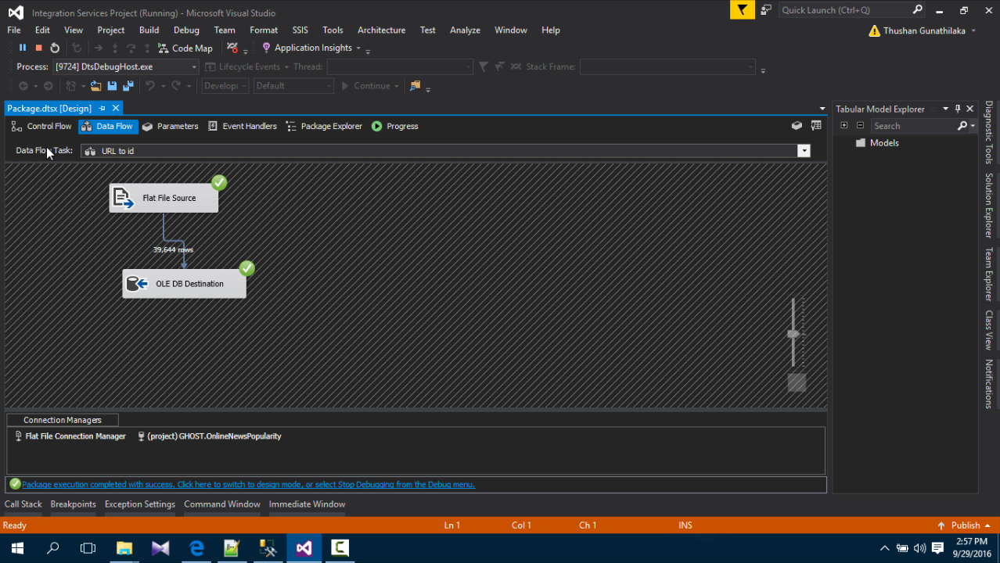 Integration Services Project (Running) - Microsoft Visual Studio
Quick Launch (Ctrl+Q)
File Edit View Project Build Debug Team Format SSIS Tools Architecture Test Analyze Window Help
Thushan Gunathilaka
Code Map Application Insights
Process: [9724] DtsDebugHost.exe Lifecycle Events Thread: Stack Frame:
Developi Default Continue
Package.dtsx [Design]
Tabular Model Explorer
Control Flow Data Flow Parameters Event Handlers Package Explorer Progress
Search
Data Flow Task: URL to id
Models
Flat File Source
39,644 rows
OLE DB Destination
Diagnostic Tools
Solution Explorer
Team Explorer
Class View
Notifications
Connection Managers
Flat File Connection Manager (project) GHOST.OnlineNewsPopularity
Package execution completed with success. Click here to switch to design mode, or select Stop Debugging from the Debug menu.
Call Stack Breakpoints Exception Settings Command Window Immediate Window
Ready Ln 1 Col 1 Ch 1 INS Publish
2:57 PM
9/29/2016